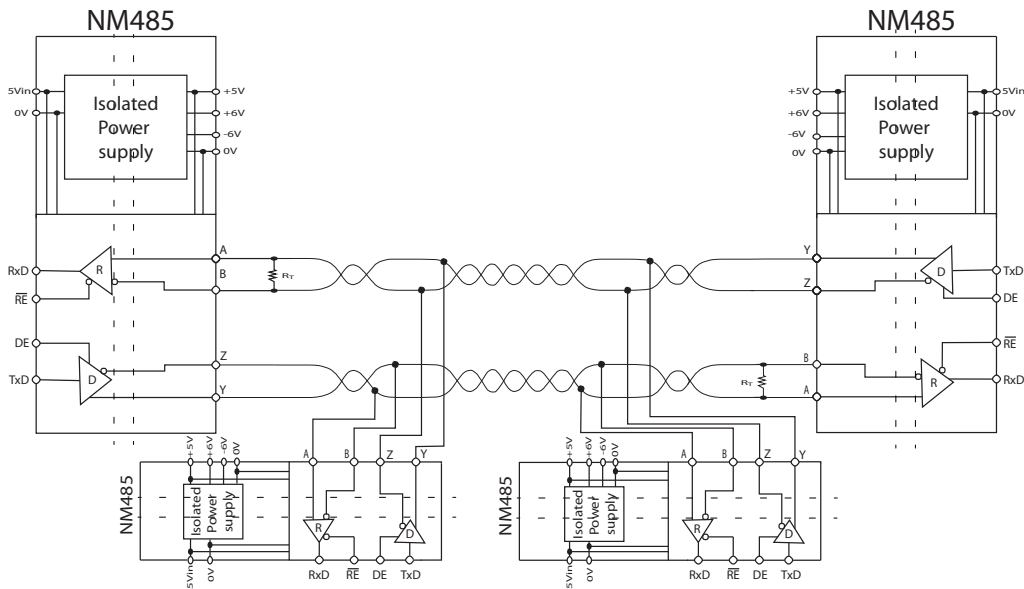 NM485 NM485
5Vin +5V +5V 5Vin
0V Isolated Power supply +6V +6V Isolated Power supply 0V
-6V -6V
0V 0V
A Y
RxD R B RT Z D TxD
RE DE
DE RE
Z B
TxD D Y RT A R RxD
+5V +6V -6V 0V A B Z Y +5V +6V -6V 0V A B Z Y
NM485 Isolated Power supply R D NM485 Isolated Power supply R D
5Vin 0V RxD RE DE TxD 5Vin 0V RxD RE DE TxD